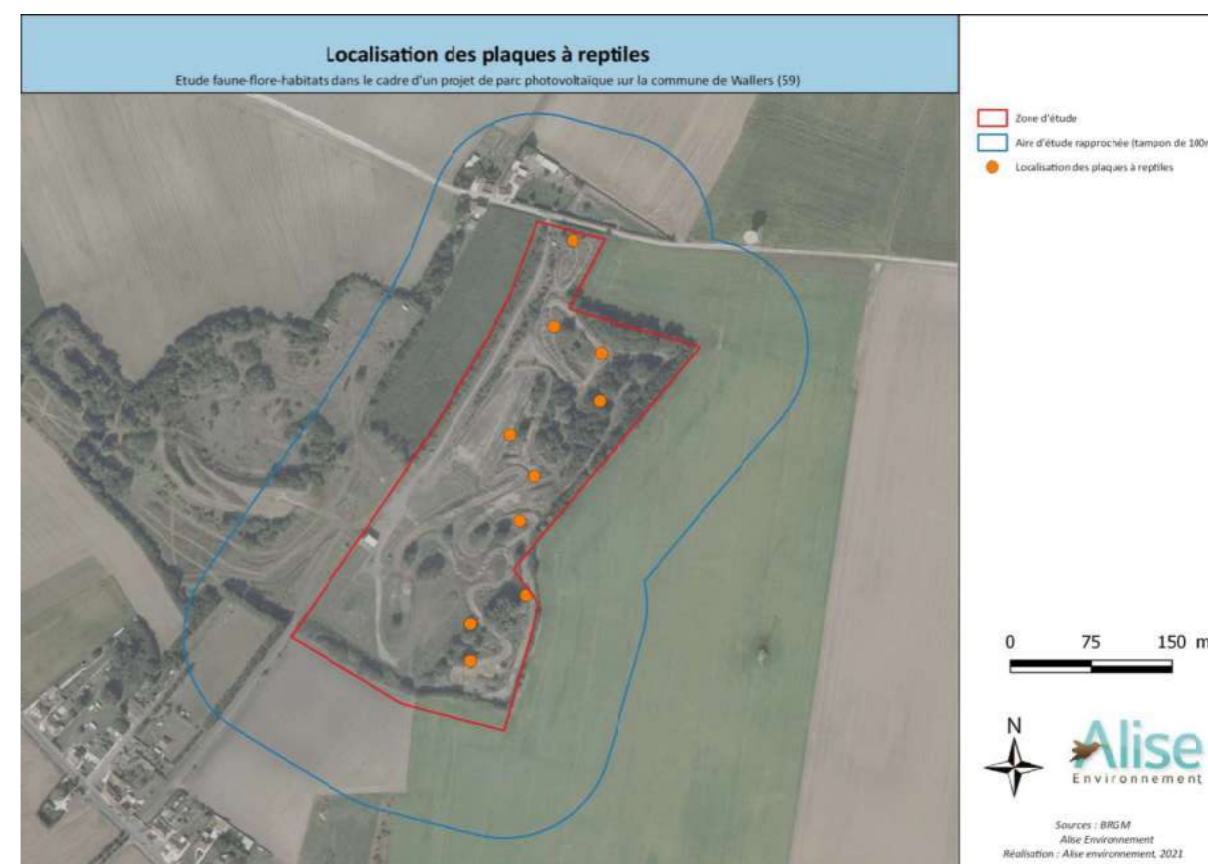 Localisation des plaques à reptiles
Etude faune-flore-habitats dans le cadre d'un projet de parc photovoltaïque sur la commune de Wallers (59)
Zone d'étude
Aire d'étude rapprochée (tampon de 100m
Localisation des plaques à reptiles
0 75 150 m
N
Alise
Environnement
Sources : BRGM
Alise Environnement
Réalisation : Alise environnement, 2021